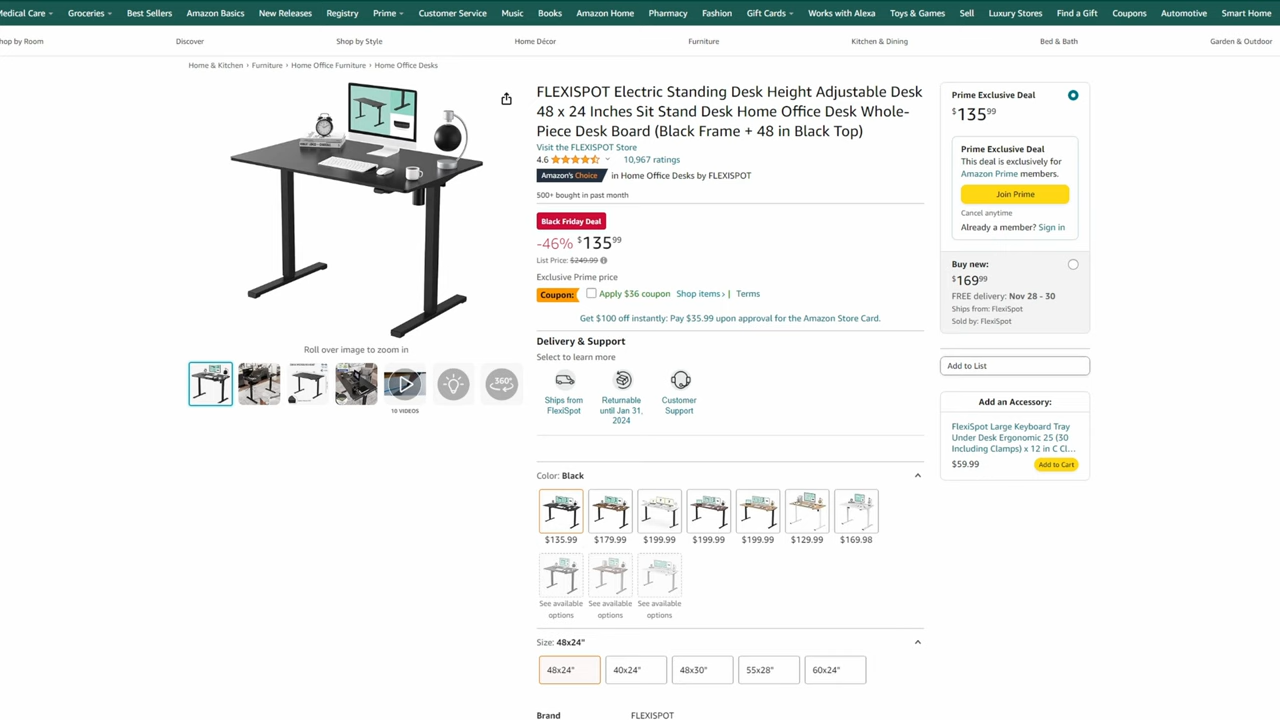 Medical Care Groceries Best Sellers Amazon Basics New Releases Registry Prime Customer Service Music Books Amazon Home Pharmacy Fashion Gift Cards Works with Alexa Toys & Games Sell Luxury Stores Find a Gift Coupons Automotive Smart Home
hop by Room Discover Shop by Style Home Décor Furniture Kitchen & Dining Bed & Bath Garden & Outdoor
Home & Kitchen › Furniture › Home Office Furniture › Home Office Desks
FLEXISPOT Electric Standing Desk Height Adjustable Desk
48 x 24 Inches Sit Stand Desk Home Office Desk Whole-
Piece Desk Board (Black Frame + 48 in Black Top)
Visit the FLEXISPOT Store
4.6 10,967 ratings
Amazon's Choice in Home Office Desks by FLEXISPOT
500+ bought in past month
Black Friday Deal
-46% $135 99
List Price: $249.99
Exclusive Prime price
Coupon: Apply $36 coupon Shop items › | Terms
Get $100 off instantly: Pay $35.99 upon approval for the Amazon Store Card.
Roll over image to zoom in
360°
10 VIDEOS
Delivery & Support
Select to learn more
Ships from
FlexiSpot
Returnable
until Jan 31,
2024
Customer
Support
Color: Black
$135.99 $179.99 $199.99 $199.99 $199.99 $129.99 $169.98
See available
options
See available
options
See available
options
Size: 48x24"
48x24" 40x24" 48x30" 55x28" 60x24"
Brand FLEXISPOT
Prime Exclusive Deal
$135 99
Prime Exclusive Deal
This deal is exclusively for
Amazon Prime members.
Join Prime
Cancel anytime
Already a member? Sign in
Buy new:
$169 99
FREE delivery: Nov 28 - 30
Ships from: FlexiSpot
Sold by: FlexiSpot
Add to List
Add an Accessory:
FlexiSpot Large Keyboard Tray
Under Desk Ergonomic 25 (30
Including Clamps) x 12 in C Cl...
$59.99 Add to Cart